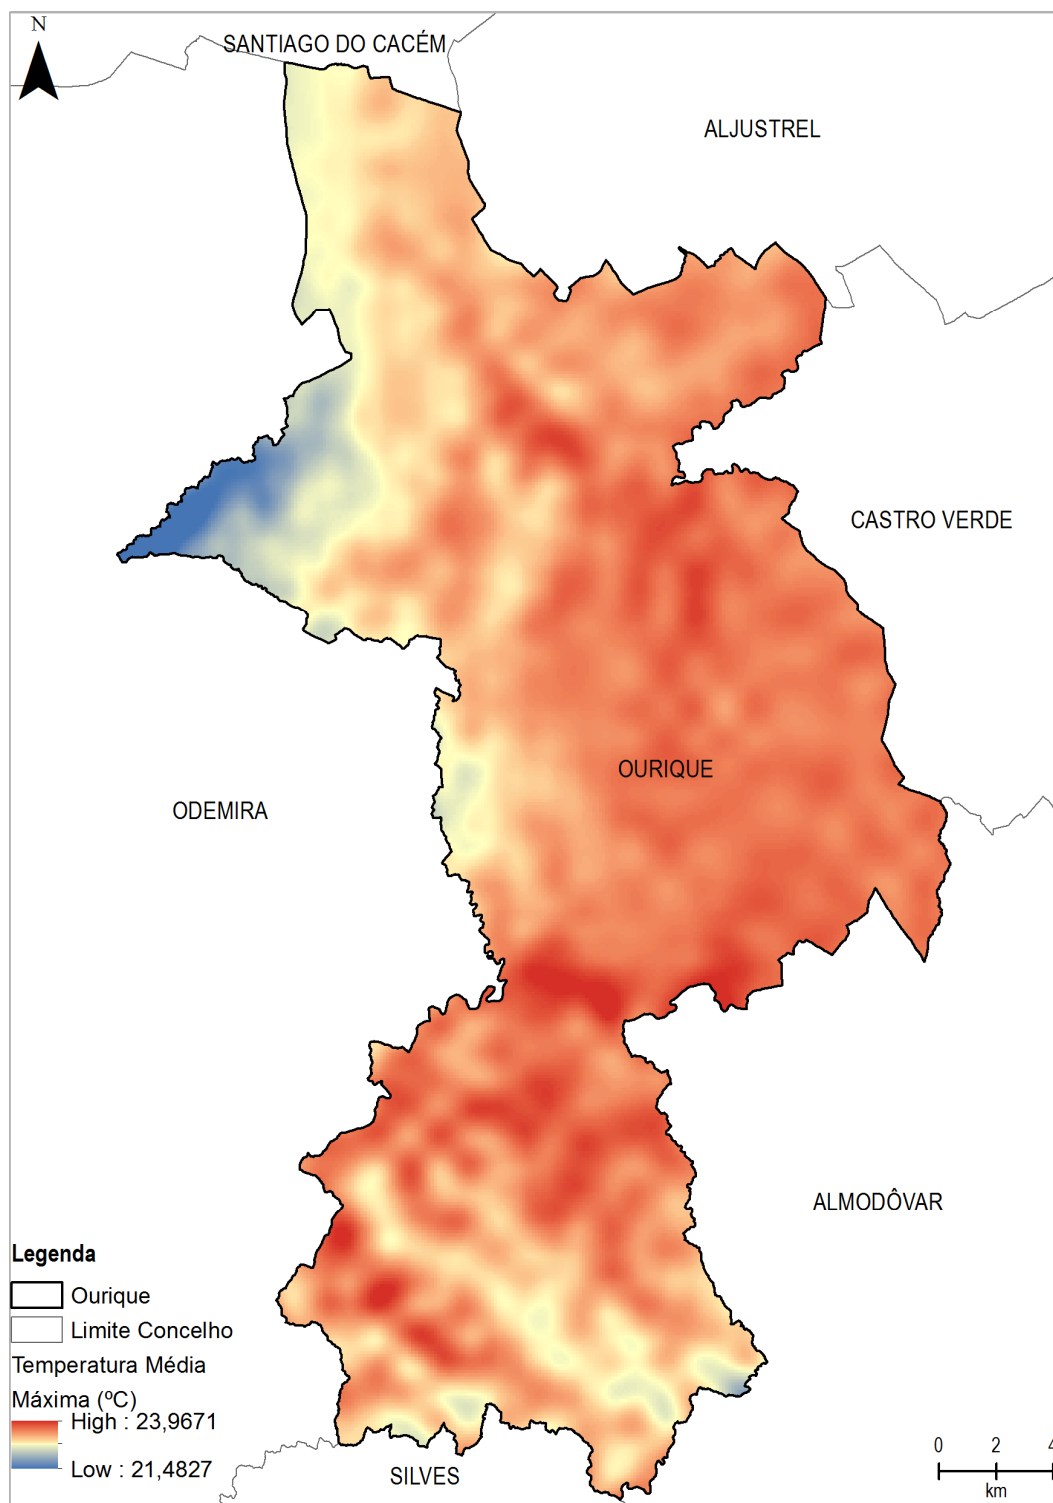 N
SANTIAGO DO CACÉM
ALJUSTREL
CASTRO VERDE
OURIQUE
ODEMIRA
ALMODÔVAR
SILVES
Legenda
Ourique
Limite Concelho
Temperatura Média
Máxima (ºC)
High : 23,9671
Low : 21,4827
0 2 4
km